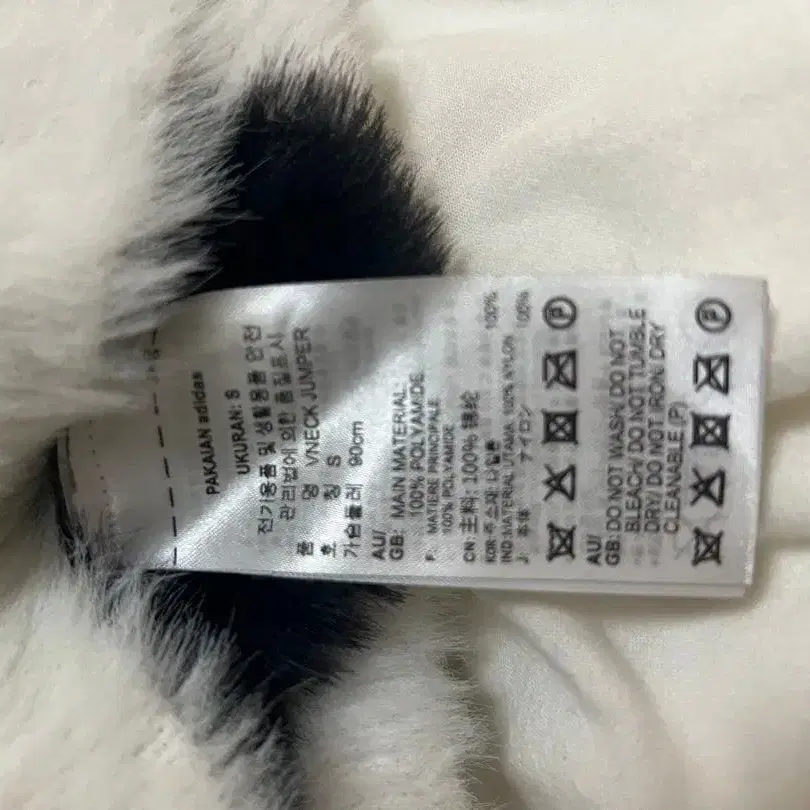 PAKAIAN adidas
UKURAN: S
전기용품 및 생활용품 안전
관리법에 의한 품질표시
품 명 VNECK JUMPER
호 칭 S
가슴둘레 90cm
AU/
GB: MAIN MATERIAL:
100% POLYAMIDE
F: MATIERE PRINCIPALE
100% POLYAMIDE
CN: 主料: 100% 锦纶
KOR: 주소재: 나일론 100%
IND: MATERIAL UTAMA: 100% NYLON
J: 本体 ナイロン 100%
P
AU/
GB: DO NOT WASH/ DO NOT
BLEACH/ DO NOT TUMBLE
DRY/ DO NOT IRON/ DRY
CLEANABLE (P)
P